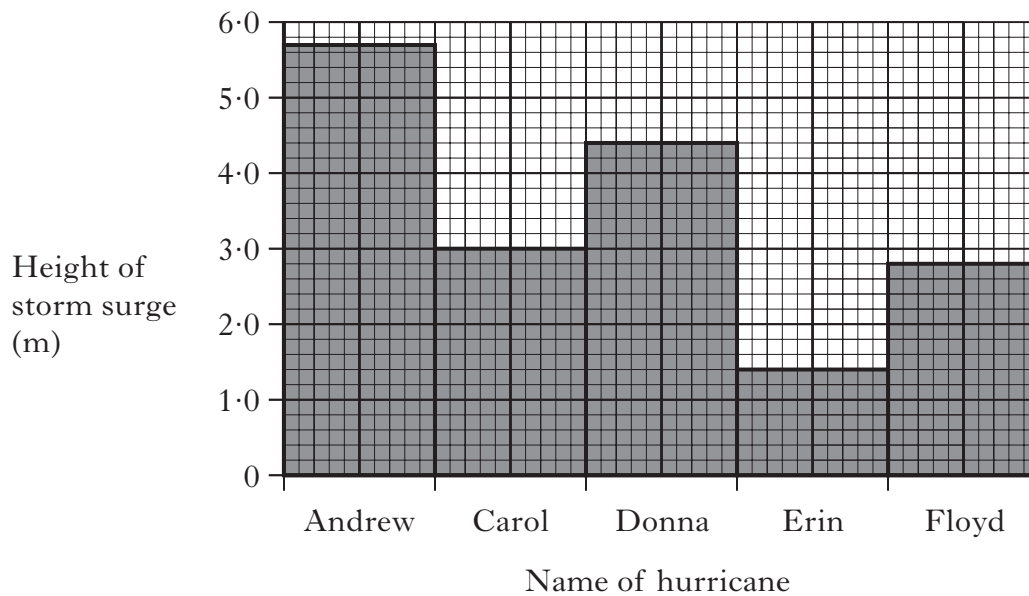 6·0
5·0
4·0
3·0
2·0
1·0
0
Height of
storm surge
(m)
Andrew Carol Donna Erin Floyd
Name of hurricane